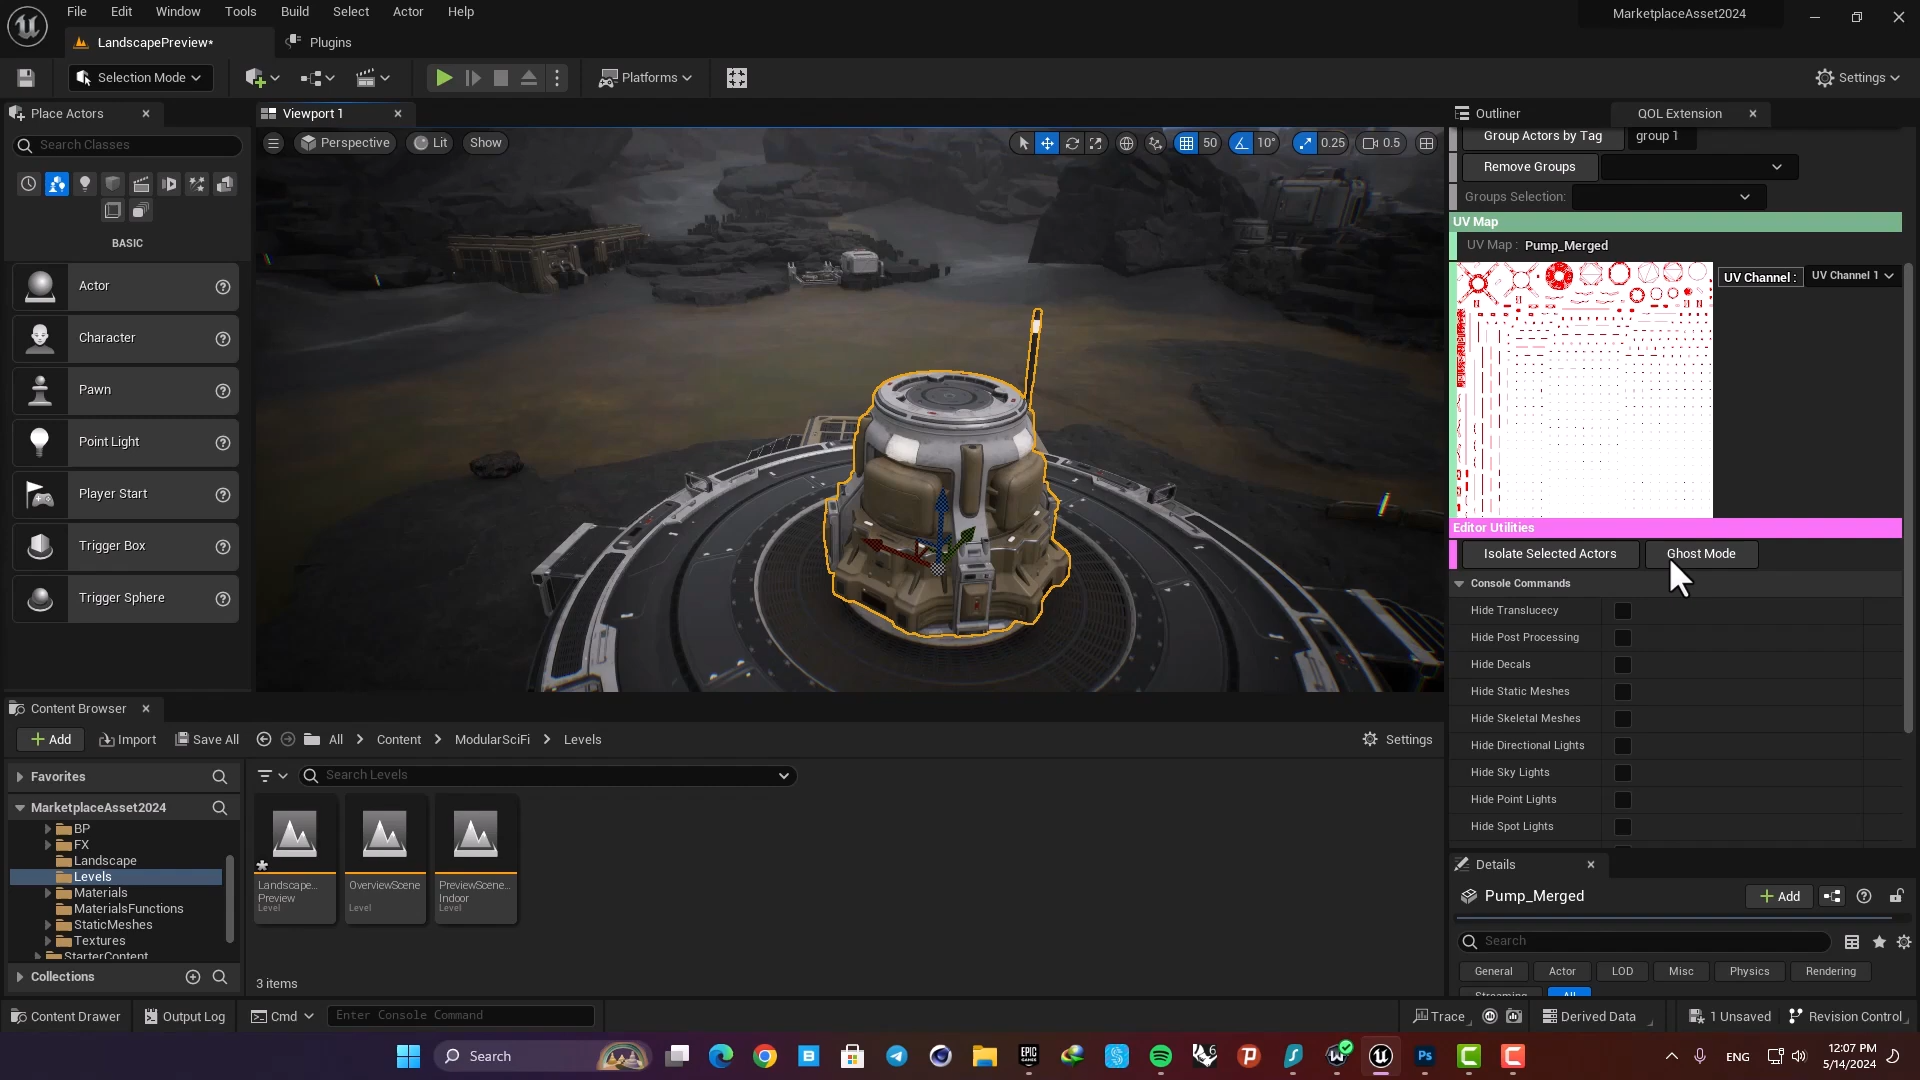 File Edit Window Tools Build Select Actor Help
MarketplaceAsset2024
LandscapePreview*
Plugins
Selection Mode
Platforms
Settings
Place Actors
Viewport 1
Outliner
QOL Extension
Search Classes
Perspective
Lit
Show
50
10°
0.25
0.5
Group Actors by Tag
group 1
Remove Groups
Groups Selection:
BASIC
Actor
Character
Pawn
Point Light
Player Start
Trigger Box
Trigger Sphere
UV Map
UV Map : Pump_Merged
UV Channel :
UV Channel 1
Editor Utilities
Isolate Selected Actors
Ghost Mode
Console Commands
Hide Translucecy
Hide Post Processing
Hide Decals
Hide Static Meshes
Hide Skeletal Meshes
Hide Directional Lights
Hide Sky Lights
Hide Point Lights
Hide Spot Lights
Content Browser
Add
Import
Save All
All
Content
ModularSciFi
Levels
Settings
Favorites
Search Levels
MarketplaceAsset2024
BP
FX
Landscape
Levels
Materials
MaterialsFunctions
StaticMeshes
Textures
StarterContent
Collections
Landscape...
Preview
Level
OverviewScene
Level
PreviewScene...
Indoor
Level
3 items
Details
Pump_Merged
Add
Search
General
Actor
LOD
Misc
Physics
Rendering
Streaming
All
Content Drawer
Output Log
Cmd
Enter Console Command
Trace
Derived Data
1 Unsaved
Revision Control
Search
ENG
12:07 PM
5/14/2024